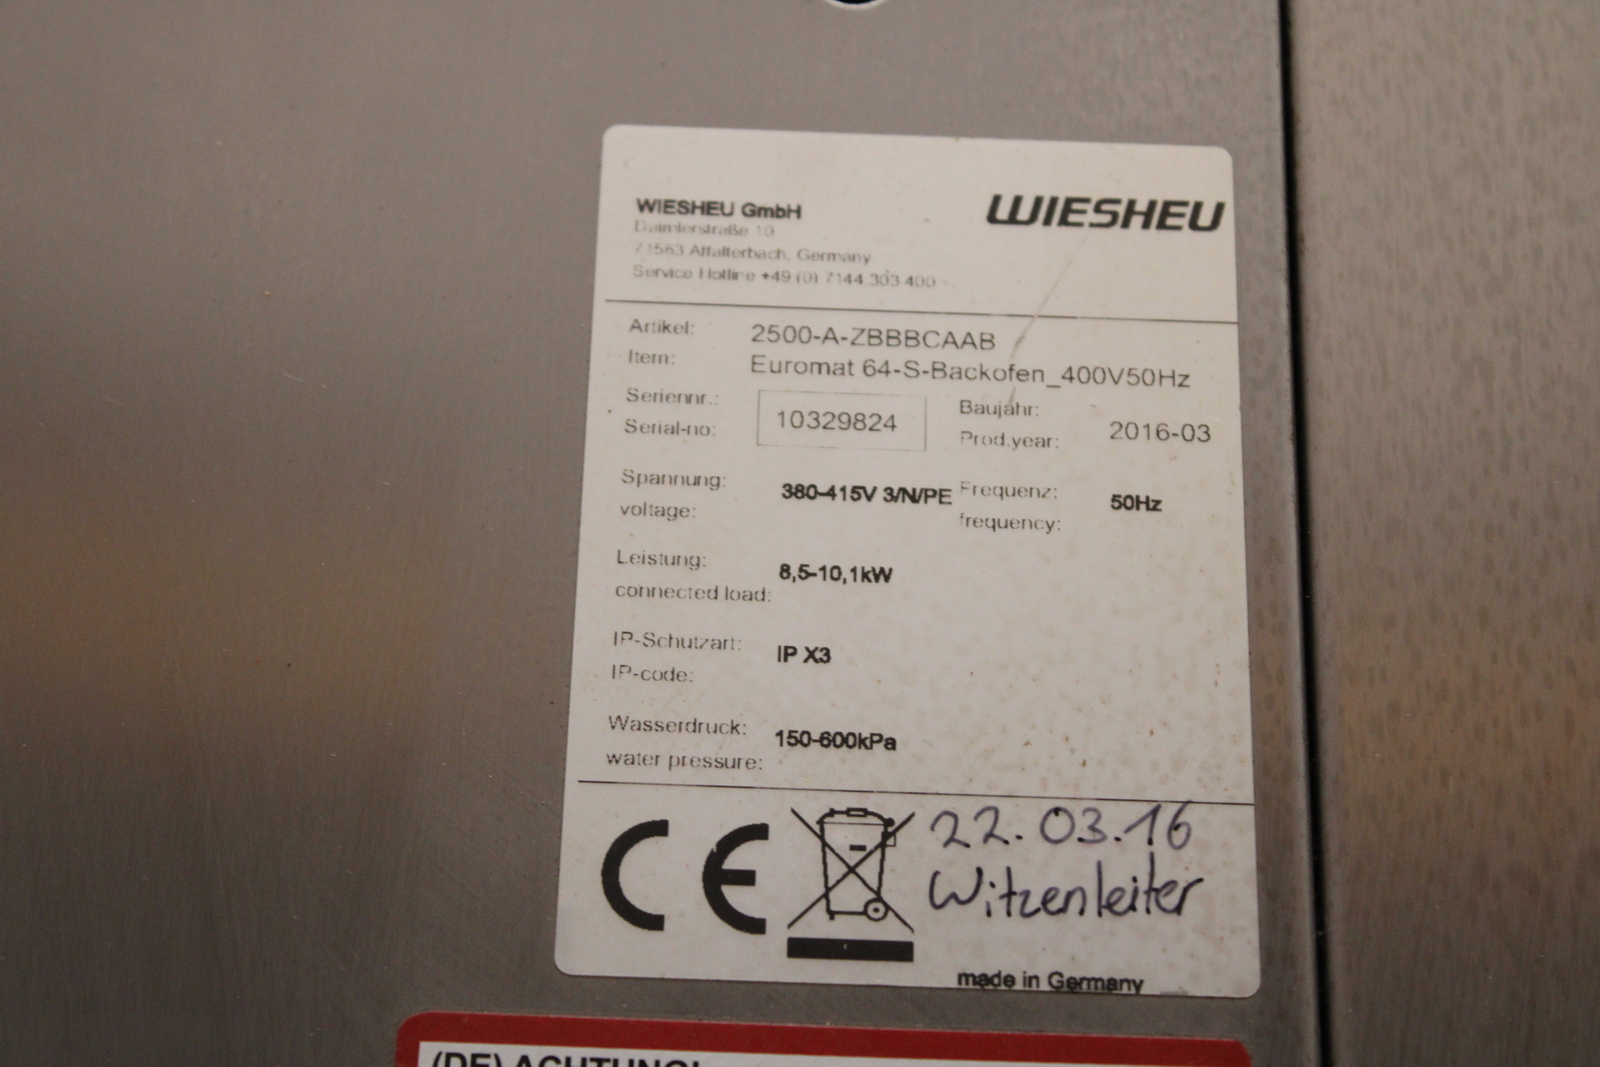 WIESHEU GmbH
WIESHEU
Daimlerstraße 10
71563 Affalterbach, Germany
Service Hotline +49 (0) 7144 303 400
Artikel: 2500-A-ZBBBCAAB
Item: Euromat 64-S-Backofen_400V50Hz
Seriennr.:
Serial-no: 10329824
Baujahr:
Prod.year: 2016-03
Spannung:
voltage: 380-415V 3/N/PE
Frequenz:
frequency: 50Hz
Leistung:
connected load: 8,5-10,1kW
IP-Schutzart:
IP-code: IP X3
Wasserdruck:
water pressure: 150-600kPa
CE
22.03.16
Witzenleiter
made in Germany
(DE) ACHTUNG!